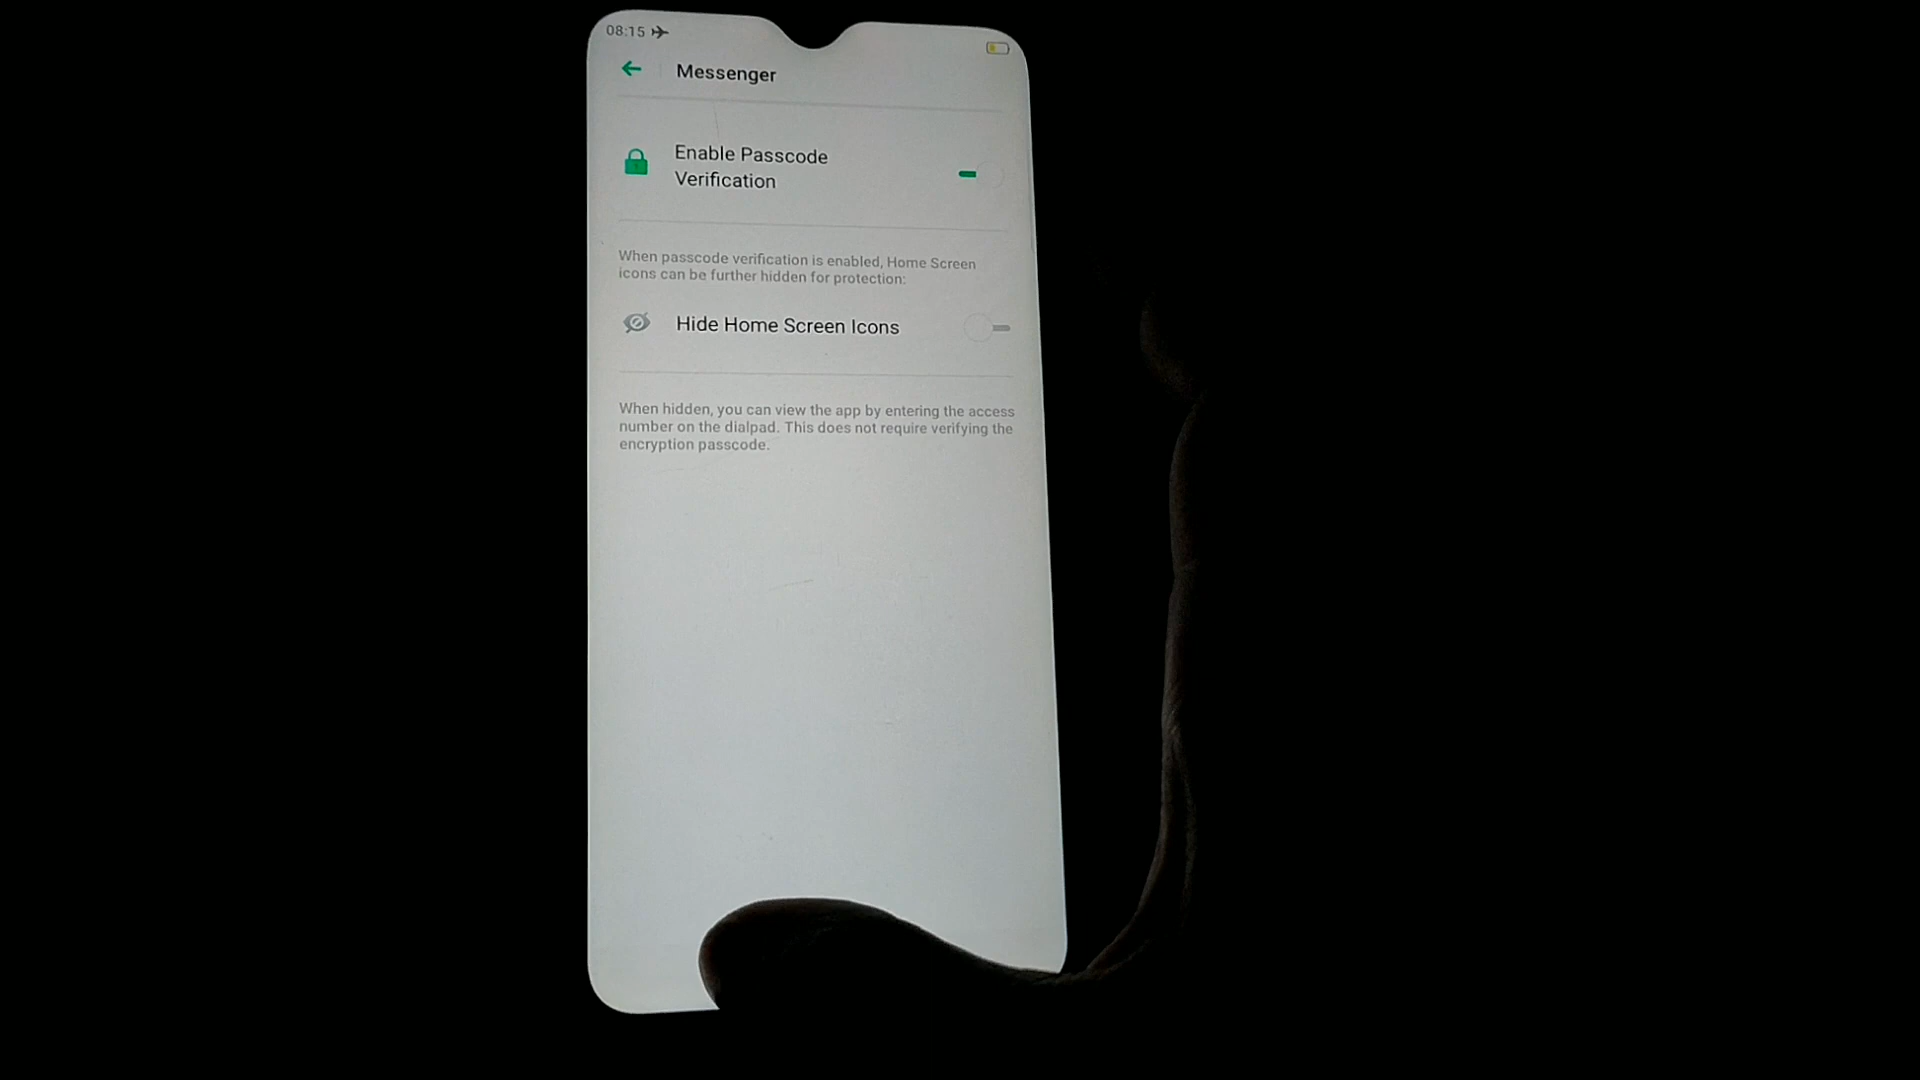 08:15
Messenger
Enable Passcode
Verification
When passcode verification is enabled, Home Screen
icons can be further hidden for protection:
Hide Home Screen Icons
When hidden, you can view the app by entering the access
number on the dialpad. This does not require verifying the
encryption passcode.